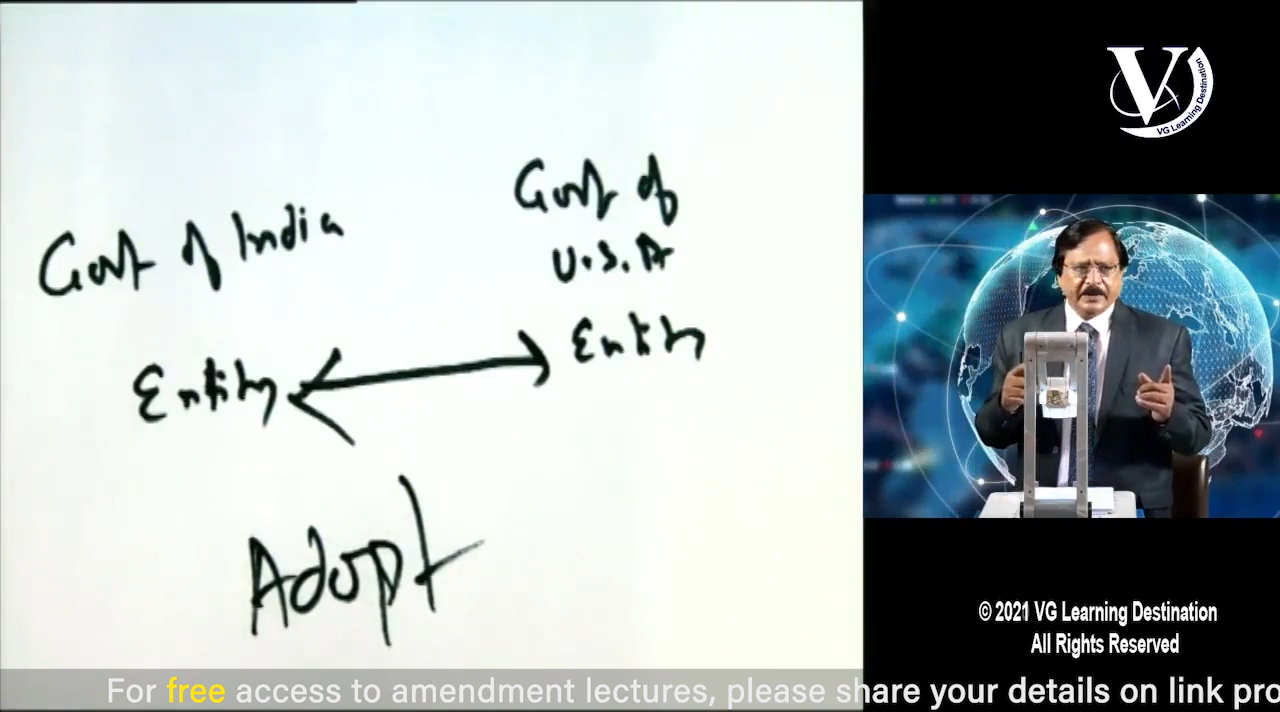 Govt of India
Entity
Govt of
U.S.A
Entity
Adopt
V
VG Learning Destination
© 2021 VG Learning Destination
All Rights Reserved
For free access to amendment lectures, please share your details on link pro